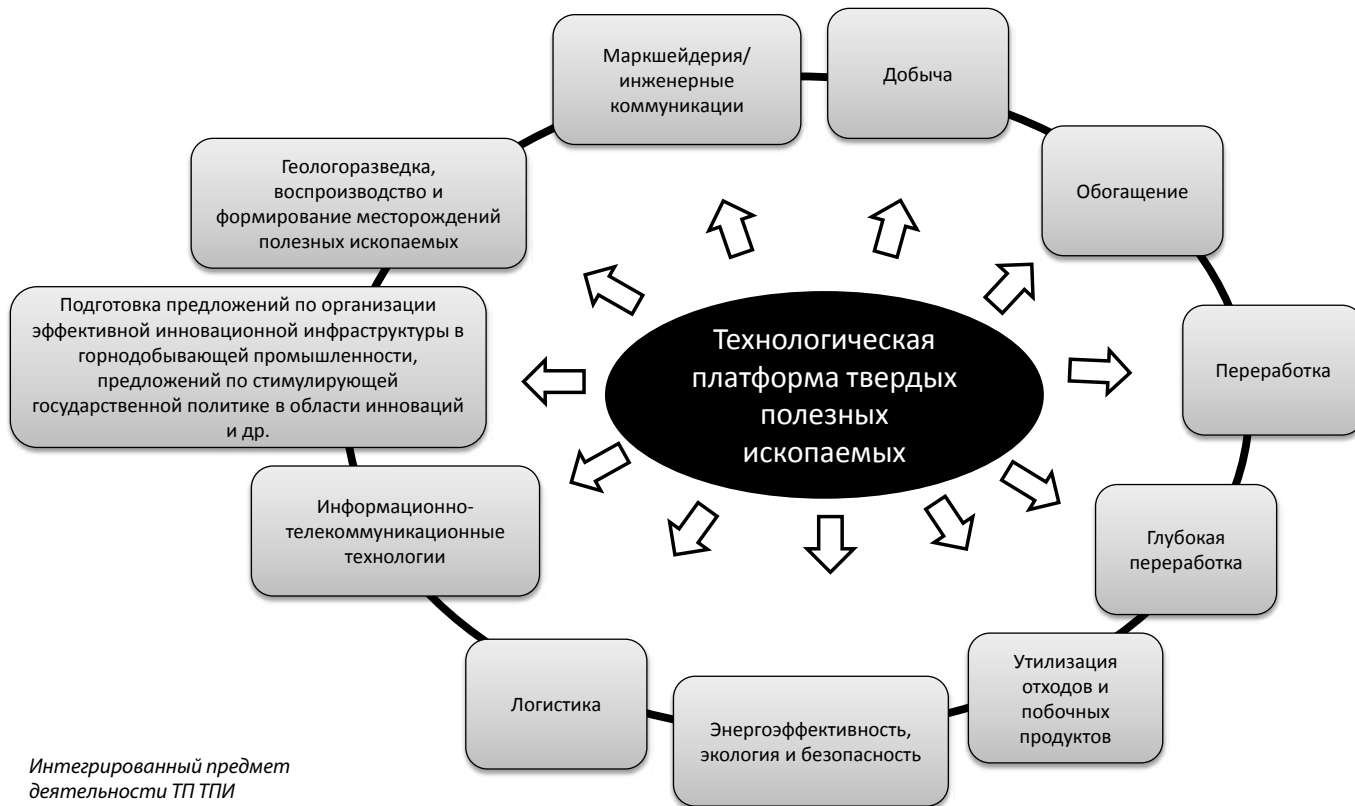 Маркшейдерия/
инженерные
коммуникации
Добыча
Обогащение
Переработка
Глубокая
переработка
Утилизация
отходов и
побочных
продуктов
Энергоэффективность,
экология и безопасность
Логистика
Информационно-
телекоммуникационные
технологии
Подготовка предложений по организации
эффективной инновационной инфраструктуры в
горнодобывающей промышленности,
предложений по стимулирующей
государственной политике в области инноваций
и др.
Геологоразведка,
воспроизводство и
формирование месторождений
полезных ископаемых
Технологическая
платформа твердых
полезных
ископаемых
Интегрированный предмет
деятельности ТП ТПИ